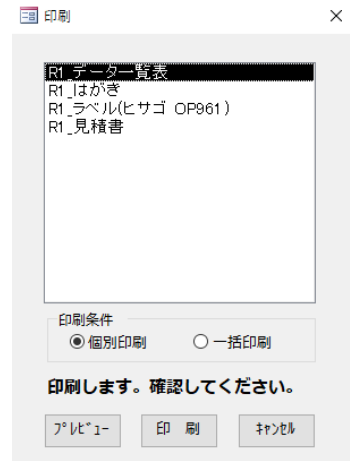 印刷
R1_データ一覧表
R1_はがき
R1_ラベル(ヒサゴ OP961)
R1_見積書
印刷条件
個別印刷 一括印刷
印刷します。確認してください。
ﾌﾟﾚﾋﾞｭｰ 印 刷 ｷｬﾝｾﾙ